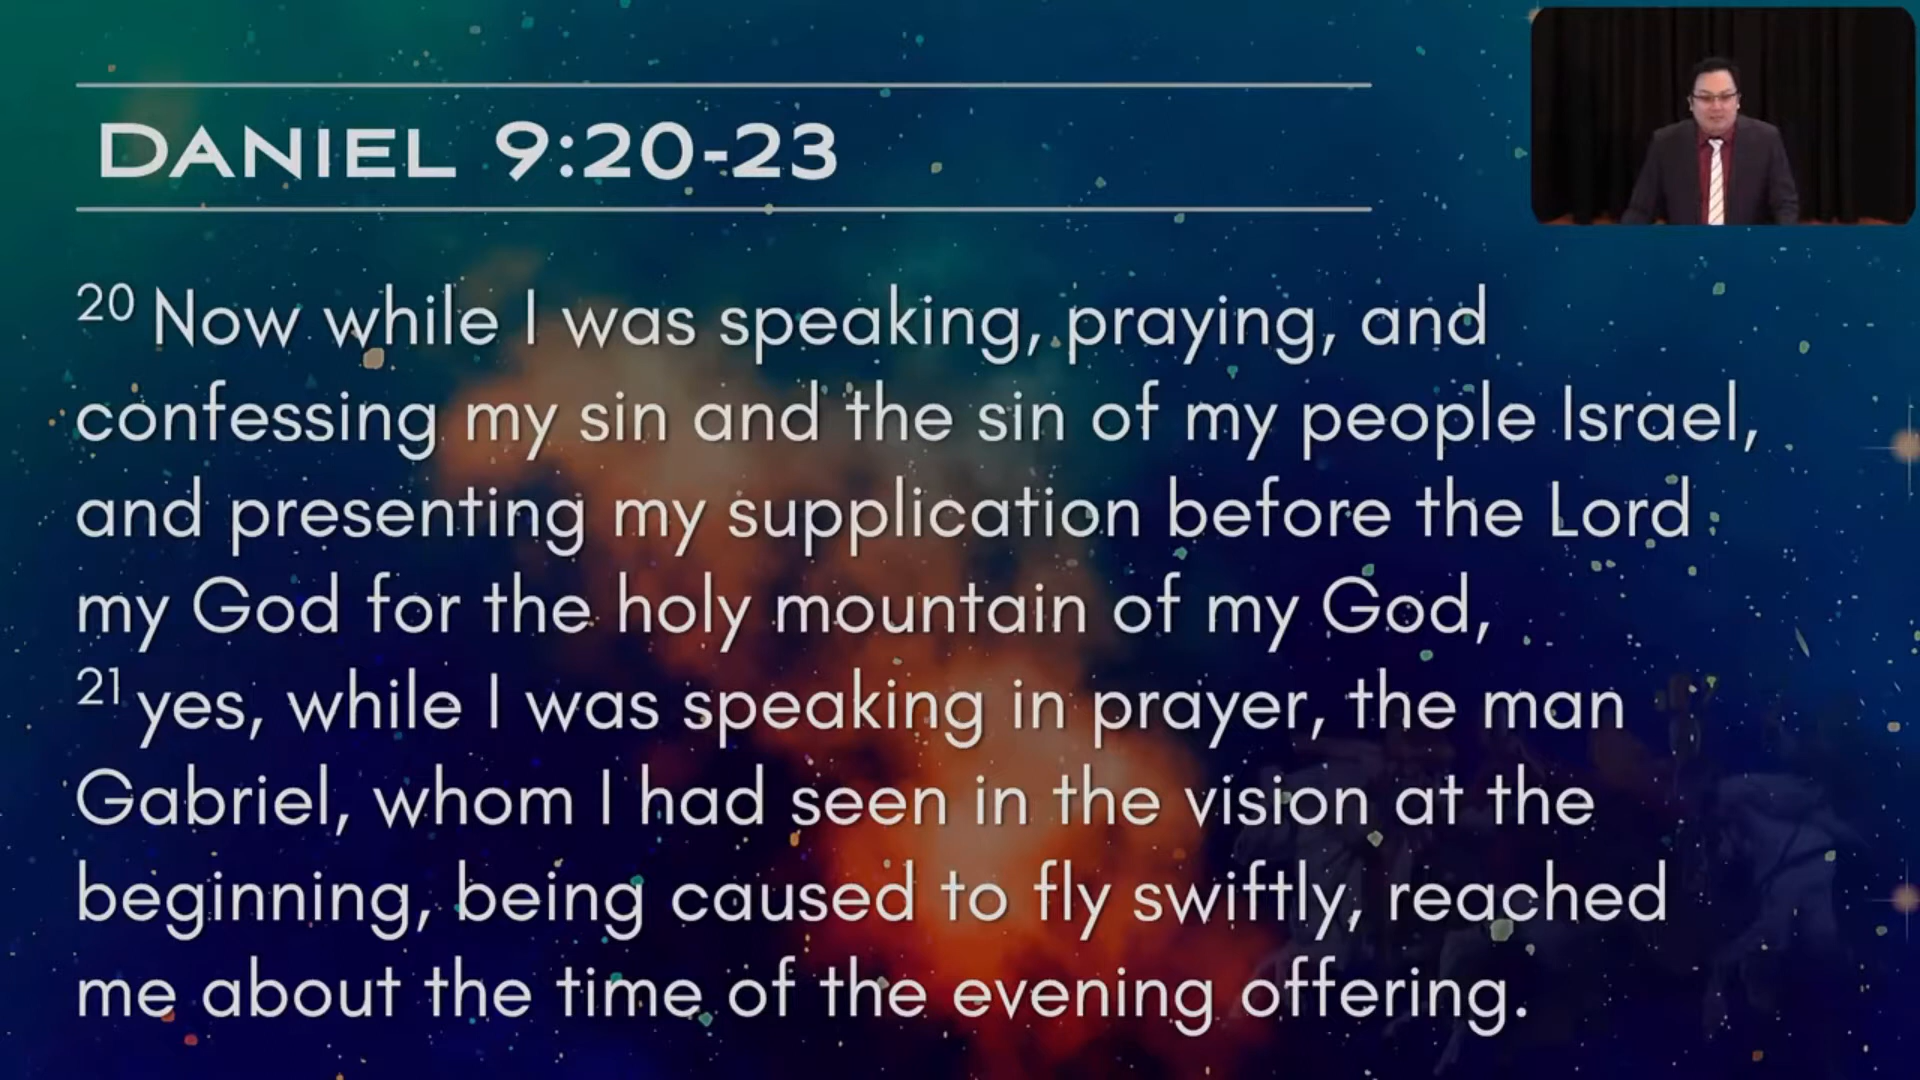 DANIEL 9:20-23
20 Now while I was speaking, praying, and
confessing my sin and the sin of my people Israel,
and presenting my supplication before the Lord
my God for the holy mountain of my God,
21 yes, while I was speaking in prayer, the man
Gabriel, whom I had seen in the vision at the
beginning, being caused to fly swiftly, reached
me about the time of the evening offering.